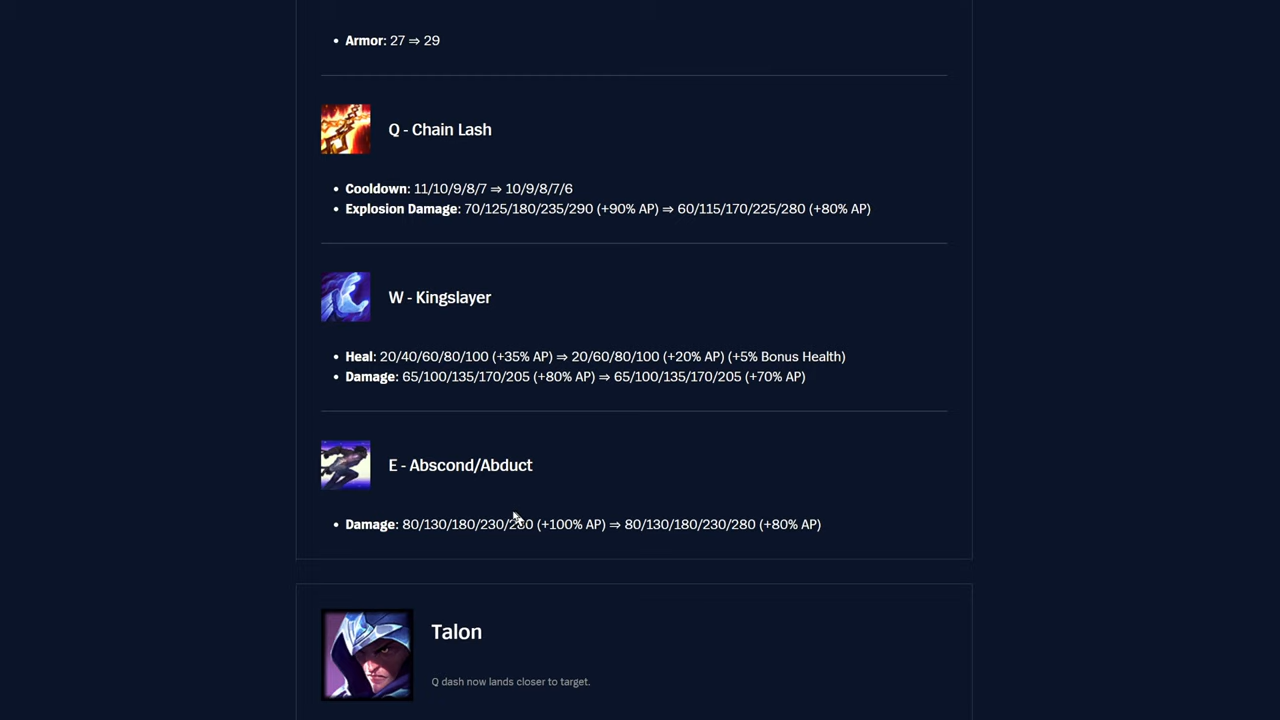 • Armor: 27 ⇒ 29
Q - Chain Lash
• Cooldown: 11/10/9/8/7 ⇒ 10/9/8/7/6
• Explosion Damage: 70/125/180/235/290 (+90% AP) ⇒ 60/115/170/225/280 (+80% AP)
W - Kingslayer
• Heal: 20/40/60/80/100 (+35% AP) ⇒ 20/60/80/100 (+20% AP) (+5% Bonus Health)
• Damage: 65/100/135/170/205 (+80% AP) ⇒ 65/100/135/170/205 (+70% AP)
E - Abscond/Abduct
• Damage: 80/130/180/230/280 (+100% AP) ⇒ 80/130/180/230/280 (+80% AP)
Talon
Q dash now lands closer to target.